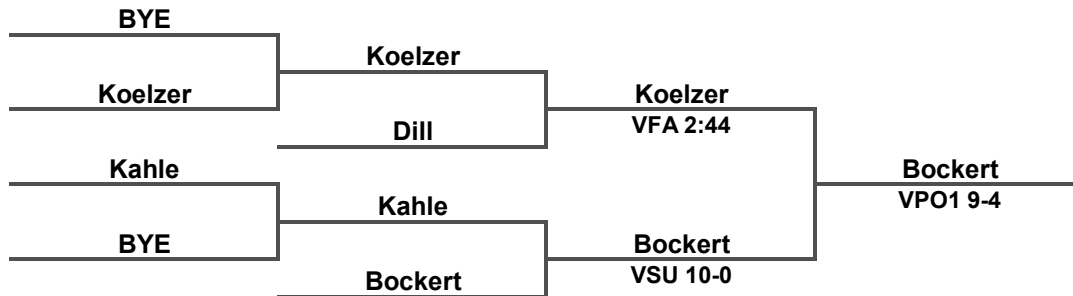 BYE
Koelzer
Koelzer
Koelzer
VFA 2:44
Dill
Kahle
Bockert
VPO1 9-4
Kahle
BYE
Bockert
VSU 10-0
Bockert